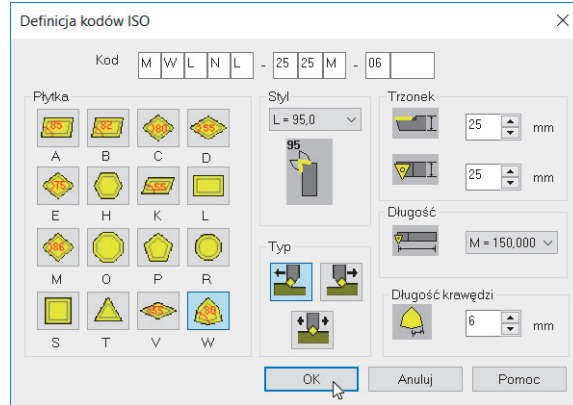 Definicja kodów ISO
Kod M W L N L - 25 25 M - 06
Płytka
85 82 80 55
A B C D
75 55
E H K L
86
M O P R
35 80
S T V W
Styl
L = 95,0
95
Typ
Trzonek
25 mm
25 mm
Długość
M = 150,000
Długość krawędzi
6 mm
OK Anuluj Pomoc